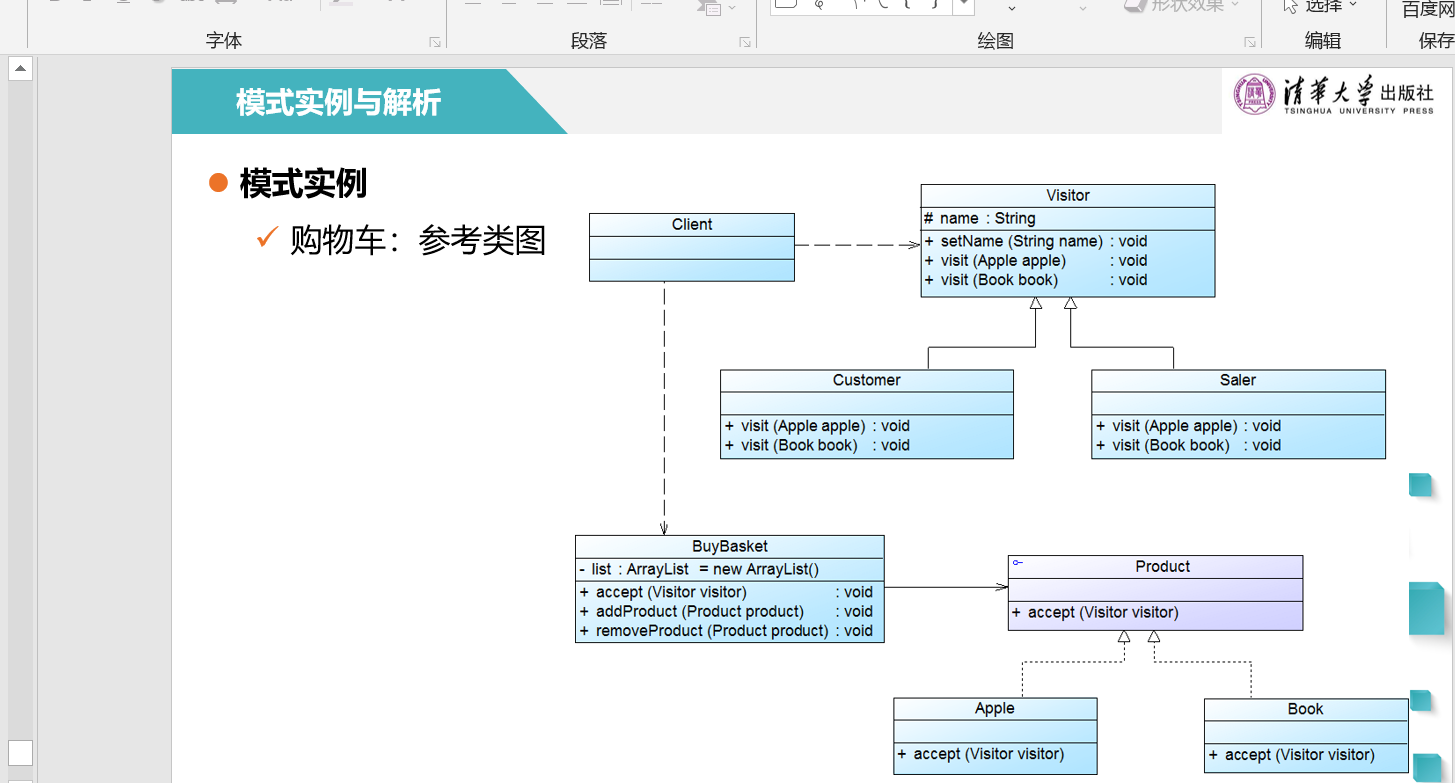 形状效果
选择
百度网
字体
段落
绘图
编辑
保存
模式实例与解析
清华大学出版社
TSINGHUA UNIVERSITY PRESS
模式实例
购物车：参考类图
Client
Visitor
# name : String
+ setName (String name) : void
+ visit (Apple apple) : void
+ visit (Book book) : void
Customer
+ visit (Apple apple) : void
+ visit (Book book) : void
Saler
+ visit (Apple apple) : void
+ visit (Book book) : void
BuyBasket
- list : ArrayList = new ArrayList()
+ accept (Visitor visitor) : void
+ addProduct (Product product) : void
+ removeProduct (Product product) : void
Product
+ accept (Visitor visitor)
Apple
+ accept (Visitor visitor)
Book
+ accept (Visitor visitor)